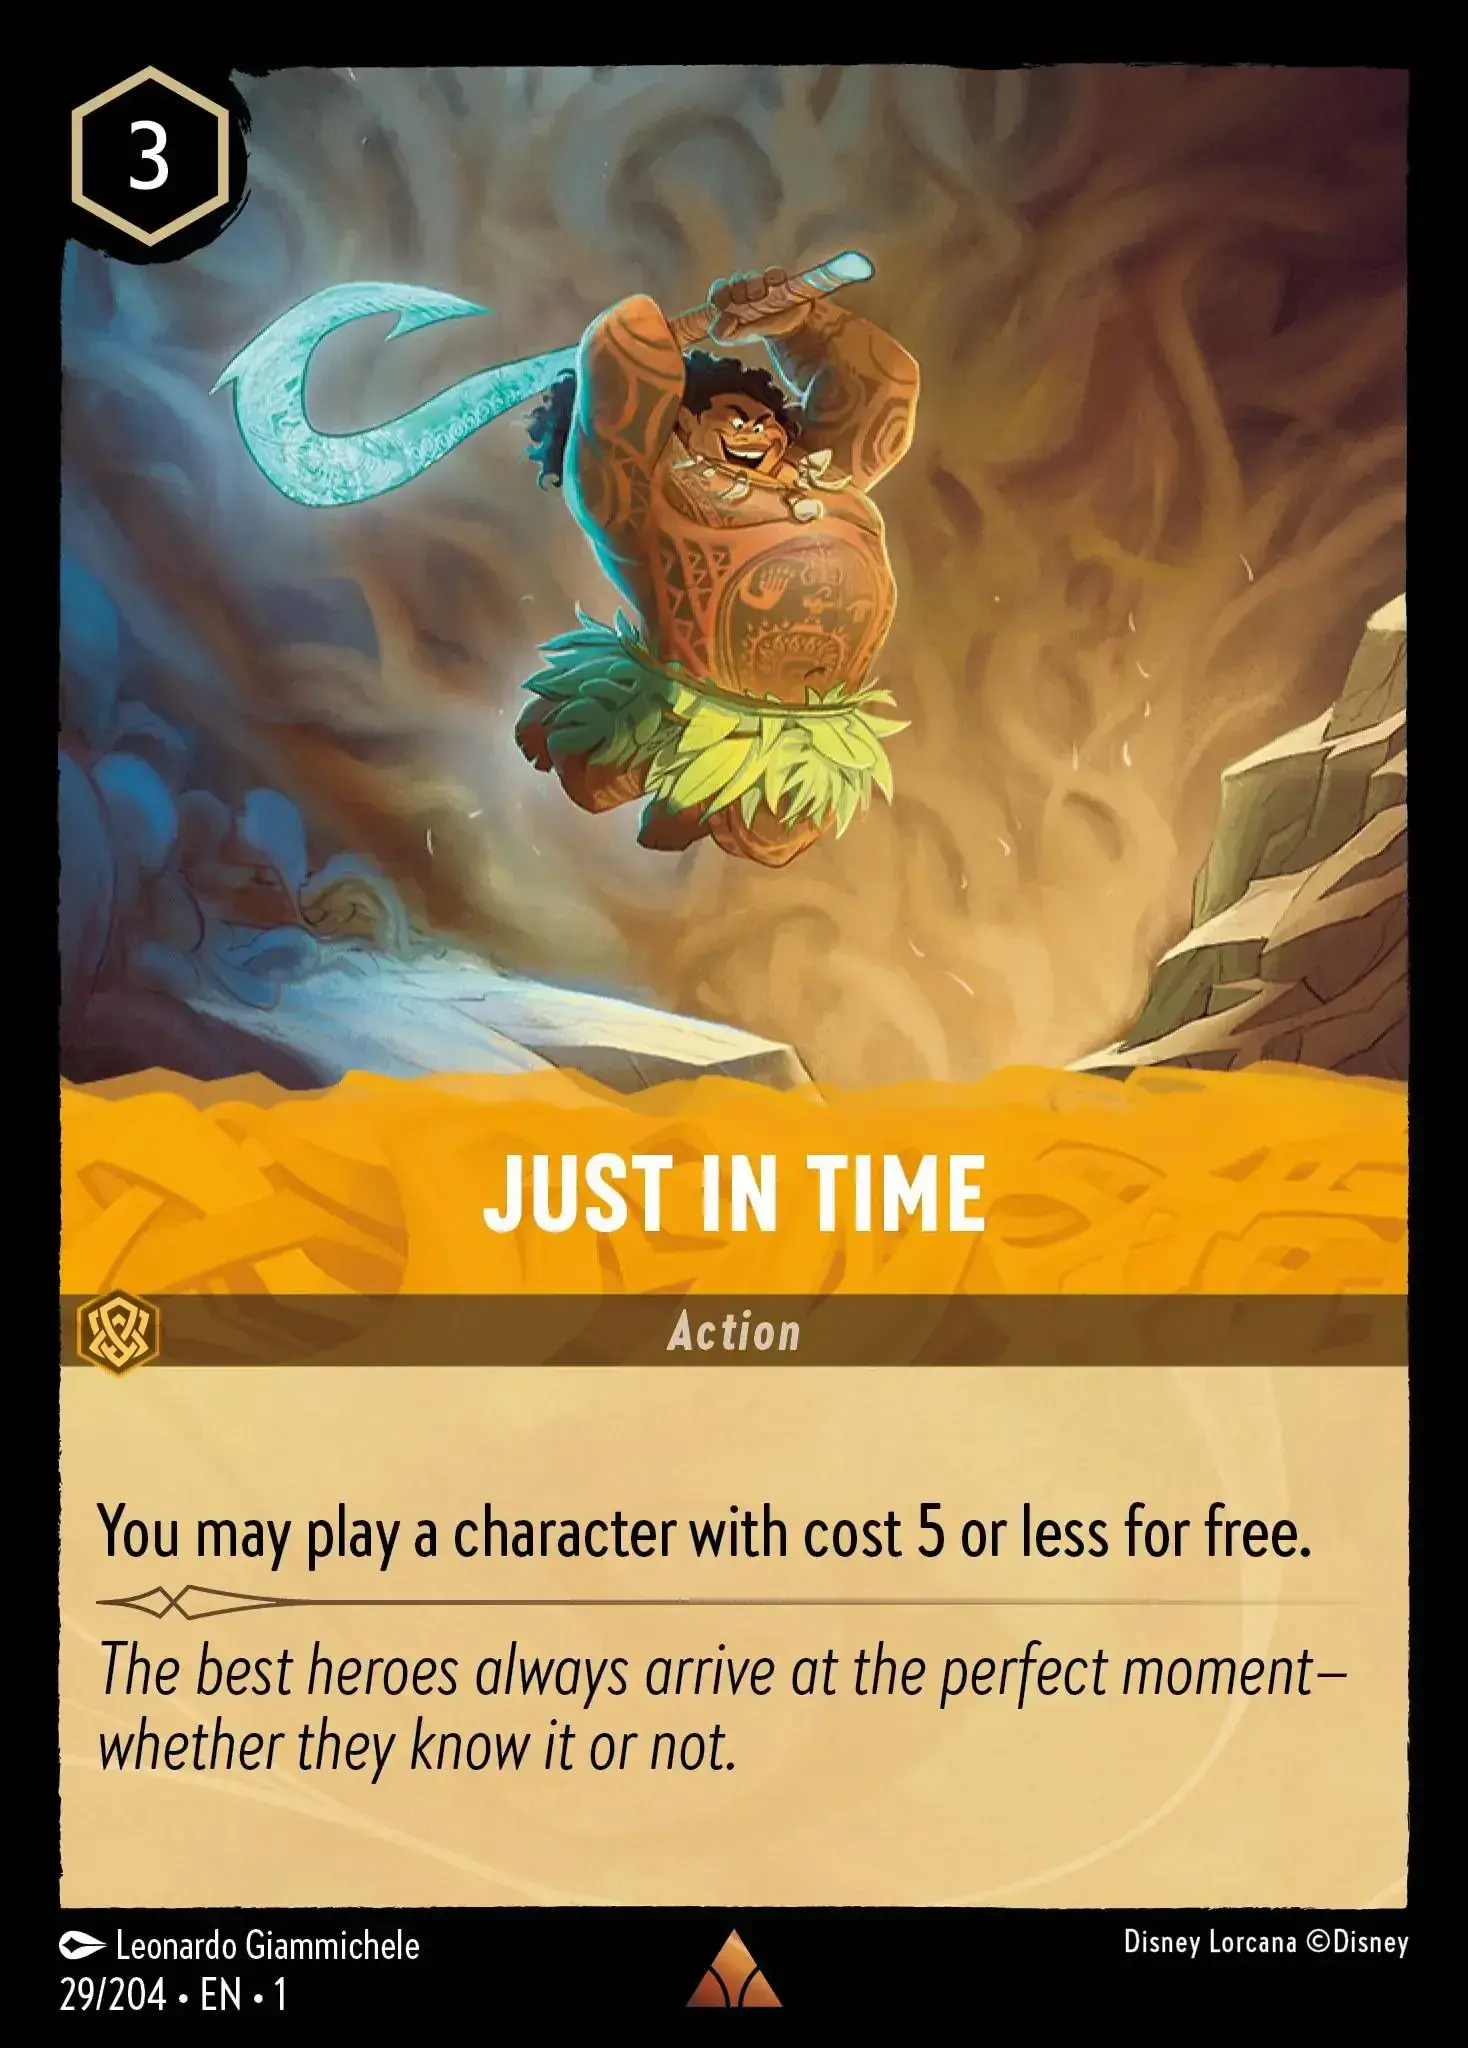 3
JUST IN TIME
Action
You may play a character with cost 5 or less for free.
The best heroes always arrive at the perfect moment—
whether they know it or not.
Leonardo Giammichele
Disney Lorcana ©Disney
29/204 • EN • 1